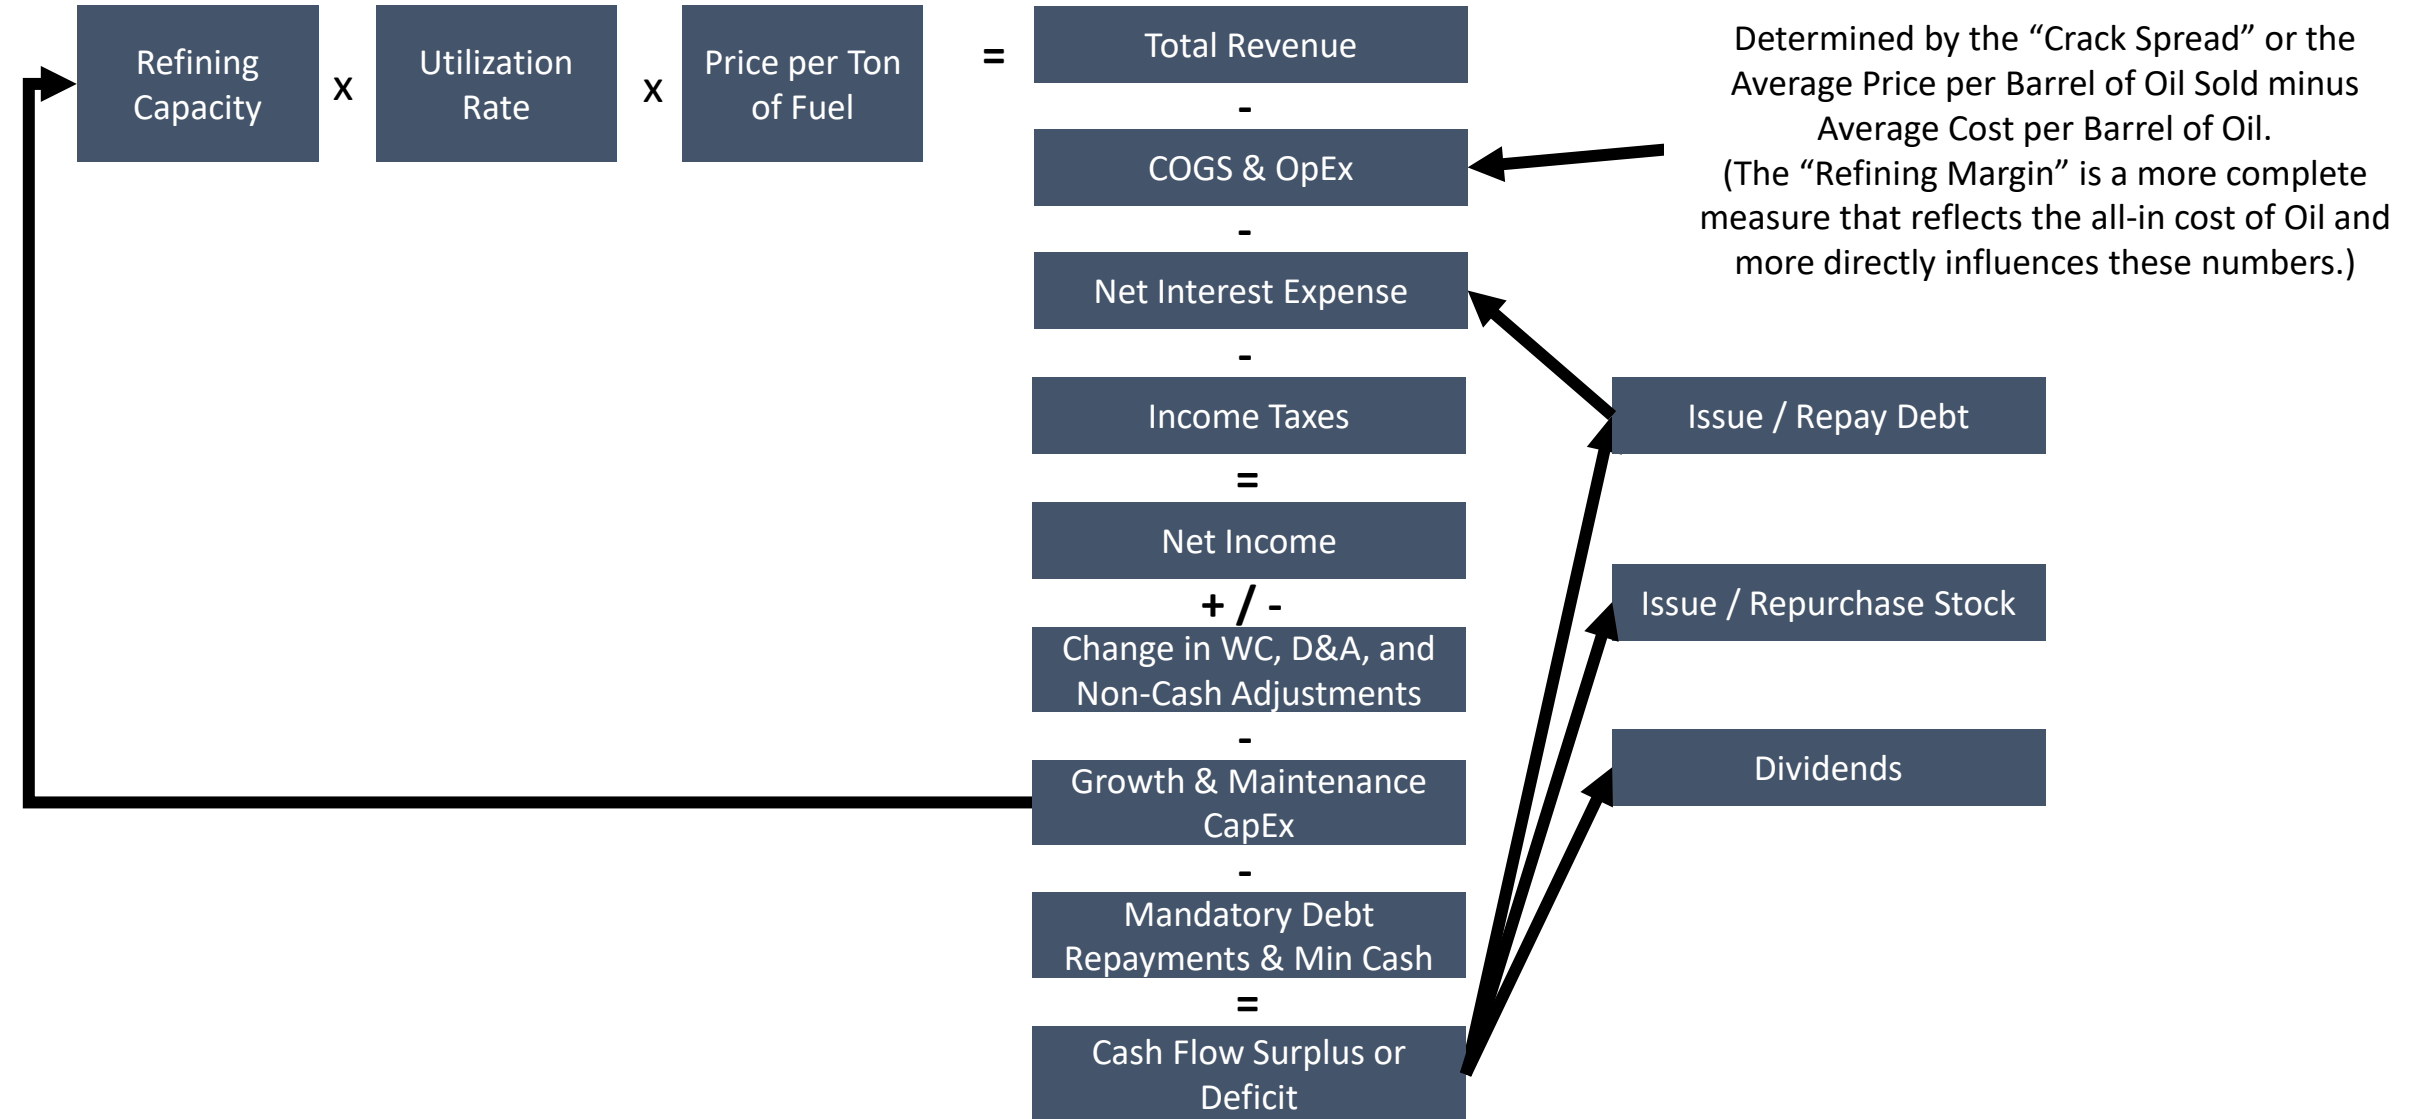 Refining
Capacity
x
Utilization
Rate
x
Price per Ton
of Fuel
=
Total Revenue
-
COGS & OpEx
-
Net Interest Expense
-
Income Taxes
=
Net Income
+ / -
Change in WC, D&A, and
Non-Cash Adjustments
-
Growth & Maintenance
CapEx
-
Mandatory Debt
Repayments & Min Cash
=
Cash Flow Surplus or
Deficit
Determined by the “Crack Spread” or the
Average Price per Barrel of Oil Sold minus
Average Cost per Barrel of Oil.
(The “Refining Margin” is a more complete
measure that reflects the all-in cost of Oil and
more directly influences these numbers.)
Issue / Repay Debt
Issue / Repurchase Stock
Dividends